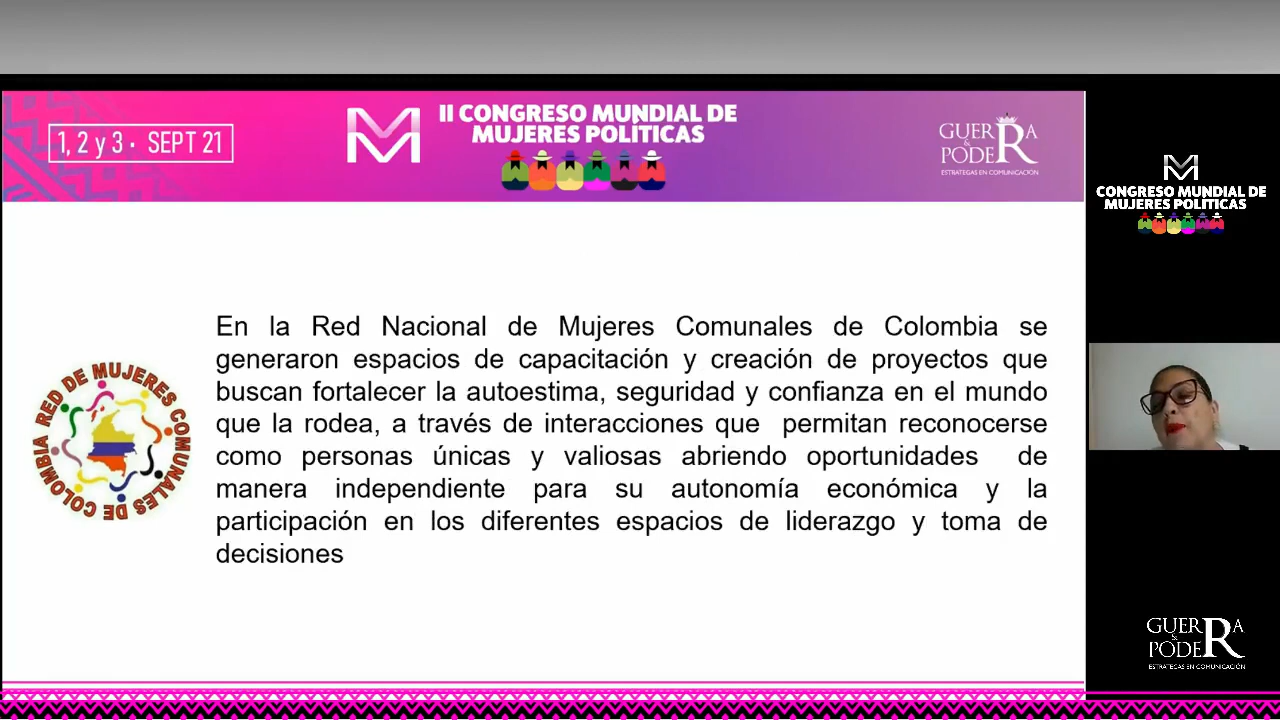 1, 2 y 3 · SEPT 21
II CONGRESO MUNDIAL DE
MUJERES POLÍTICAS
GUERRA
&
PODER
ESTRATEGAS EN COMUNICACIÓN
CONGRESO MUNDIAL DE
MUJERES POLÍTICAS
En la Red Nacional de Mujeres Comunales de Colombia se
generaron espacios de capacitación y creación de proyectos que
buscan fortalecer la autoestima, seguridad y confianza en el mundo
que la rodea, a través de interacciones que permitan reconocerse
como personas únicas y valiosas abriendo oportunidades de
manera independiente para su autonomía económica y la
participación en los diferentes espacios de liderazgo y toma de
decisiones
RED DE MUJERES COMUNALES DE COLOMBIA
GUERRA
&
PODER
ESTRATEGAS EN COMUNICACIÓN